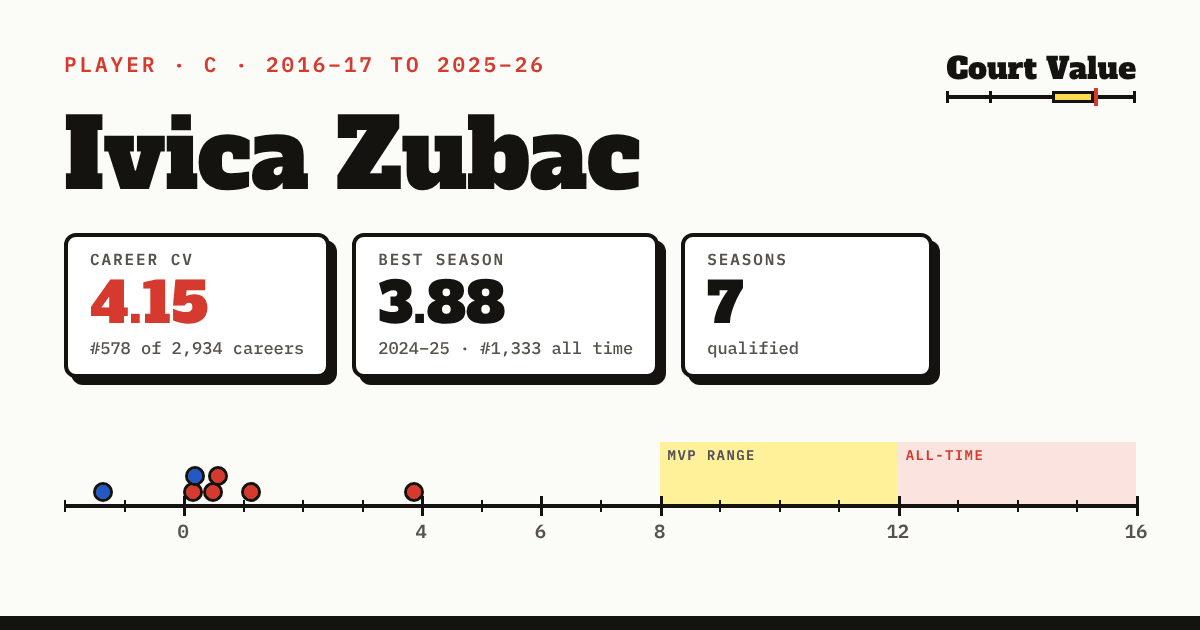 PLAYER · C · 2016–17 TO 2025–26
Court Value
Ivica Zubac
CAREER CV
4.15
#578 of 2,934 careers
BEST SEASON
3.88
2024–25 · #1,333 all time
SEASONS
7
qualified
MVP RANGE
ALL-TIME
0 4 6 8 12 16